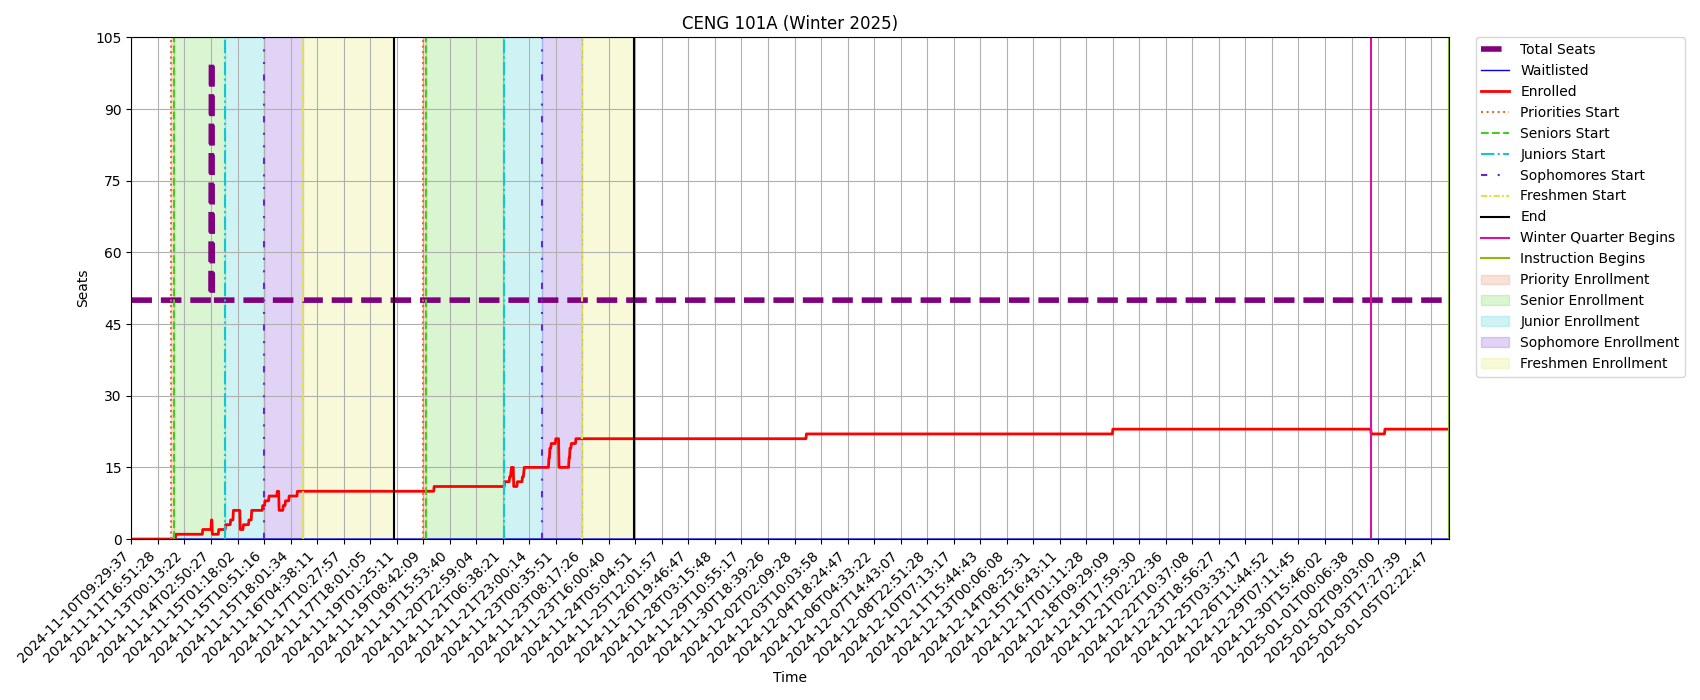 CENG 101A (Winter 2025)
105
90
75
60
45
30
15
0
Seats
2024-11-10T09:29:37
2024-11-11T16:51:28
2024-11-13T00:13:22
2024-11-14T02:50:27
2024-11-15T01:18:02
2024-11-15T10:51:16
2024-11-15T18:01:34
2024-11-16T04:38:11
2024-11-17T10:27:57
2024-11-17T18:01:05
2024-11-19T01:25:11
2024-11-19T08:42:09
2024-11-19T15:53:40
2024-11-20T22:59:04
2024-11-21T06:38:21
2024-11-21T23:00:14
2024-11-23T00:35:51
2024-11-23T08:17:26
2024-11-23T16:00:40
2024-11-24T05:04:51
2024-11-25T12:01:57
2024-11-26T19:46:47
2024-11-28T03:15:48
2024-11-29T10:55:17
2024-11-30T18:39:26
2024-12-02T02:09:28
2024-12-03T10:03:58
2024-12-04T18:24:47
2024-12-06T04:33:22
2024-12-07T14:43:07
2024-12-08T22:51:28
2024-12-10T07:13:17
2024-12-11T15:44:43
2024-12-13T00:06:08
2024-12-14T08:25:31
2024-12-15T16:43:11
2024-12-17T01:11:28
2024-12-18T09:29:09
2024-12-19T17:59:30
2024-12-21T02:22:36
2024-12-22T10:37:08
2024-12-23T18:56:27
2024-12-25T03:33:17
2024-12-26T11:44:52
2024-12-29T07:11:45
2024-12-30T15:46:02
2025-01-01T00:06:38
2025-01-02T09:03:00
2025-01-03T17:27:39
2025-01-05T02:22:47
Time
Total Seats
Waitlisted
Enrolled
Priorities Start
Seniors Start
Juniors Start
Sophomores Start
Freshmen Start
End
Winter Quarter Begins
Instruction Begins
Priority Enrollment
Senior Enrollment
Junior Enrollment
Sophomore Enrollment
Freshmen Enrollment